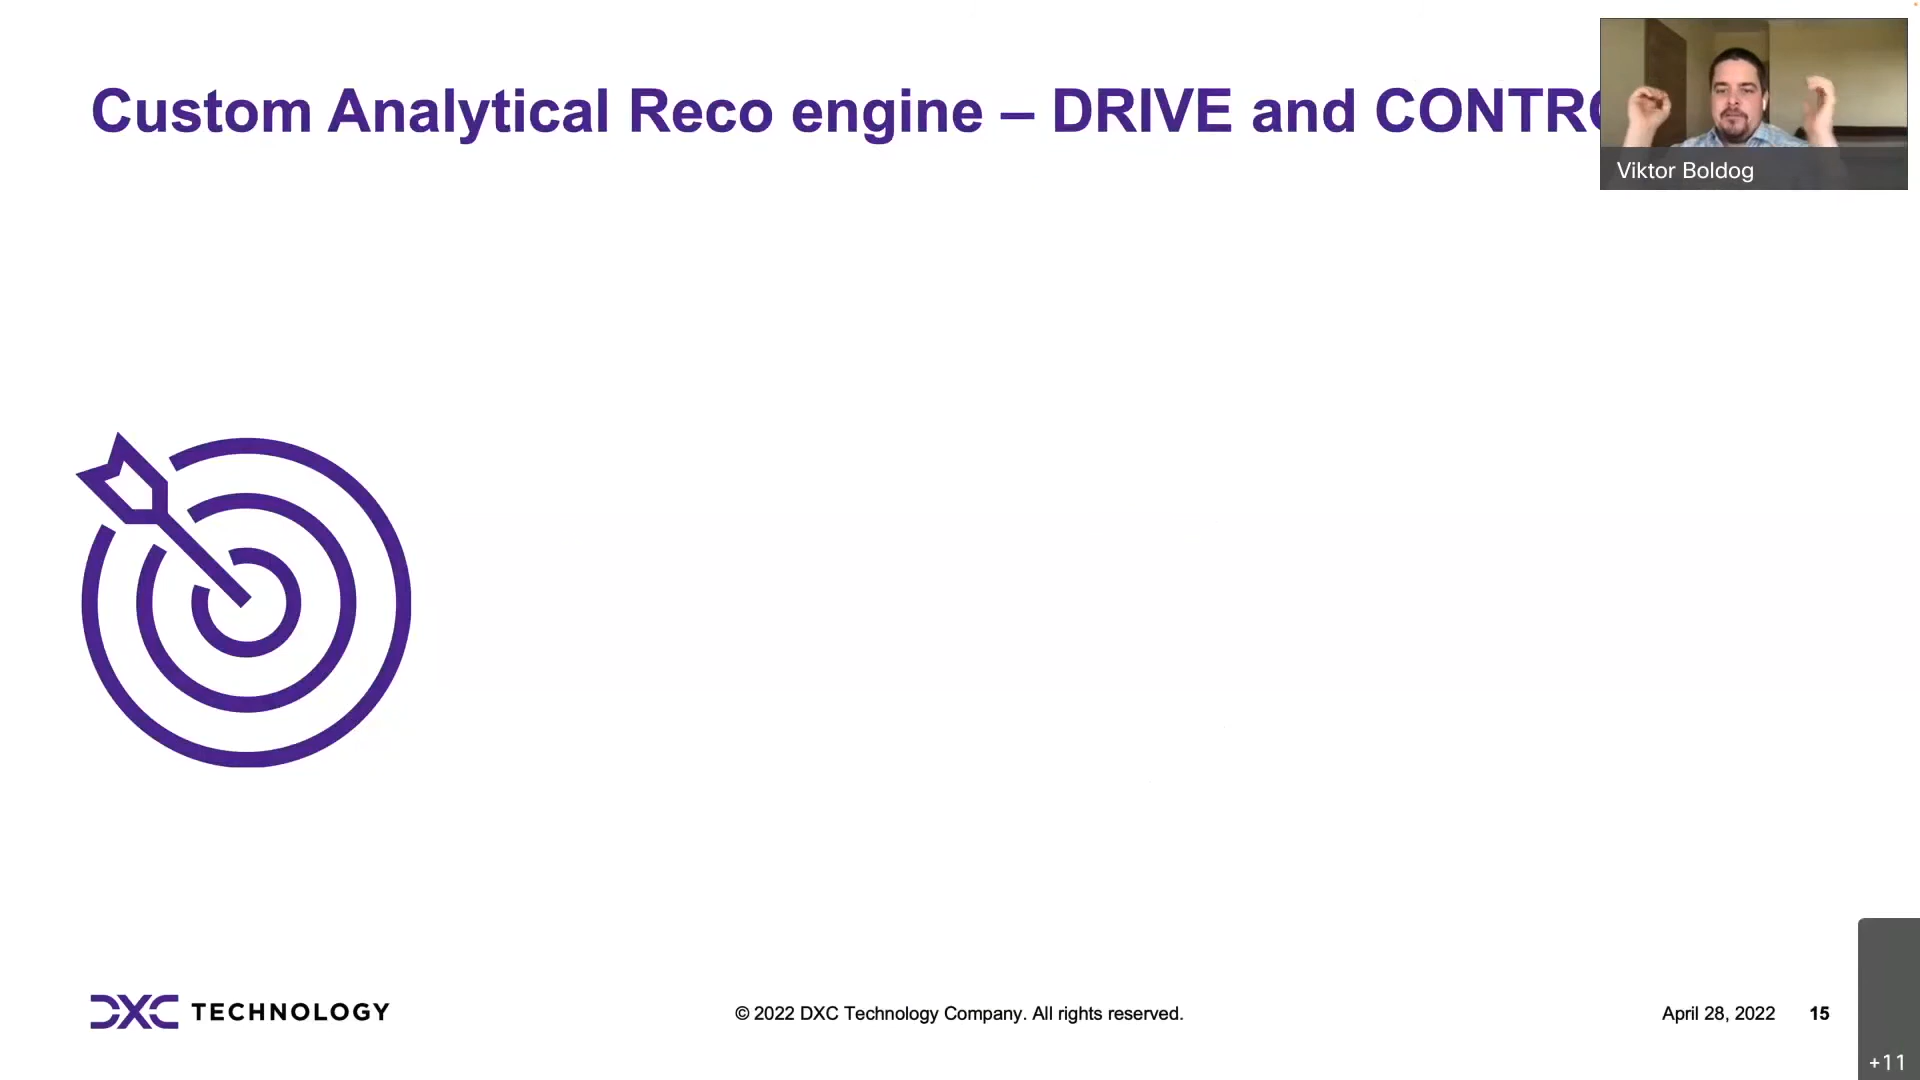 Custom Analytical Reco engine – DRIVE and CONTR
Viktor Boldog
DXC TECHNOLOGY
© 2022 DXC Technology Company. All rights reserved.
April 28, 2022 15
+11